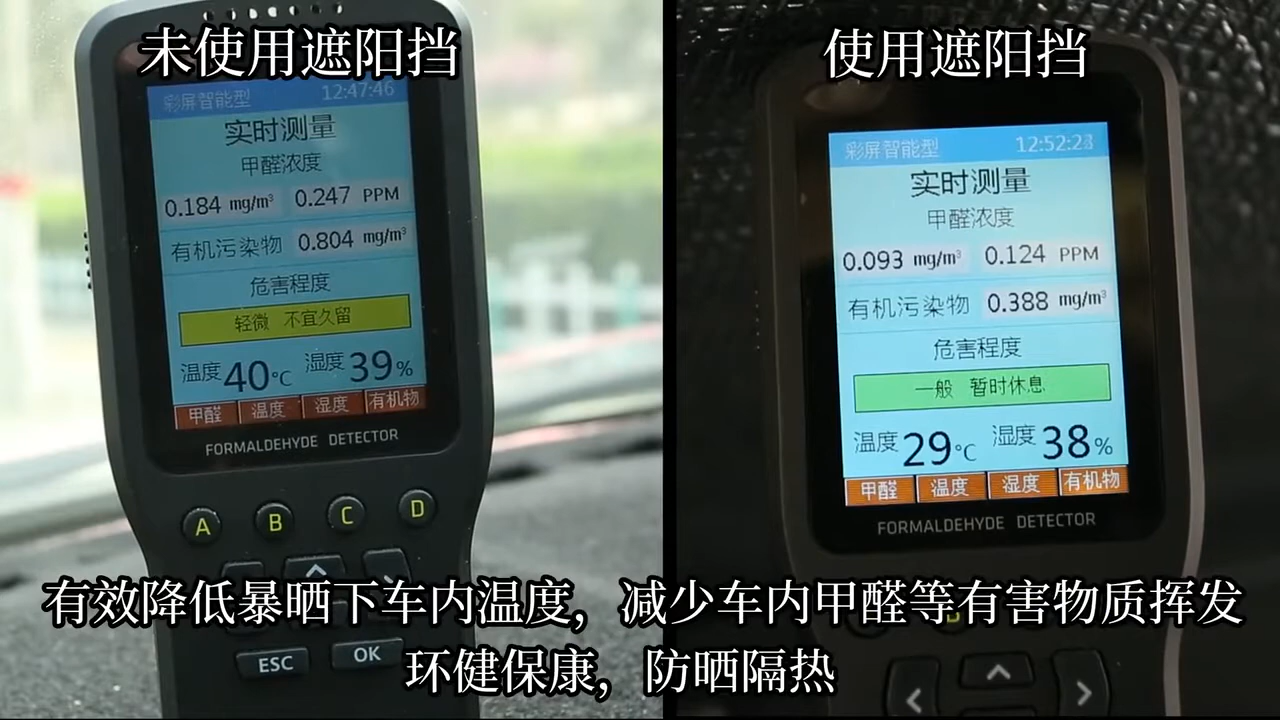 未使用遮阳挡
彩屏智能型 12:47:46
实时测量
甲醛浓度
0.184 mg/m³ 0.247 PPM
有机污染物 0.804 mg/m³
危害程度
轻微 不宜久留
温度 40°C 湿度 39%
甲醛 温度 湿度 有机物
FORMALDEHYDE DETECTOR
A B C D
ESC OK
使用遮阳挡
彩屏智能型 12:52:23
实时测量
甲醛浓度
0.093 mg/m³ 0.124 PPM
有机污染物 0.388 mg/m³
危害程度
一般 暂时休息
温度 29°C 湿度 38%
甲醛 温度 湿度 有机物
FORMALDEHYDE DETECTOR
有效降低暴晒下车内温度，减少车内甲醛等有害物质挥发
环健保康，防晒隔热